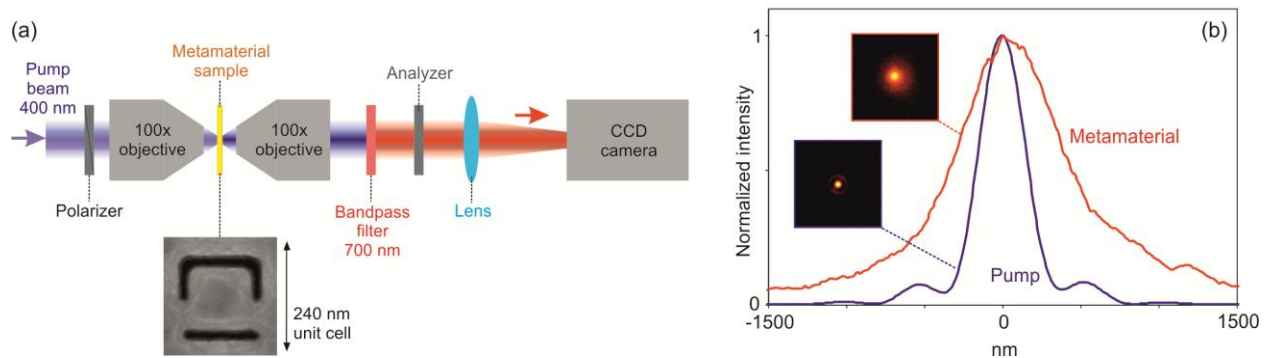 (a)
Pump
beam
400 nm
Metamaterial
sample
100x
objective
100x
objective
Analyzer
CCD
camera
Polarizer
Bandpass
filter
700 nm
Lens
240 nm
unit cell
(b)
Normalized intensity
1
0
Metamaterial
Pump
-1500
0
1500
nm